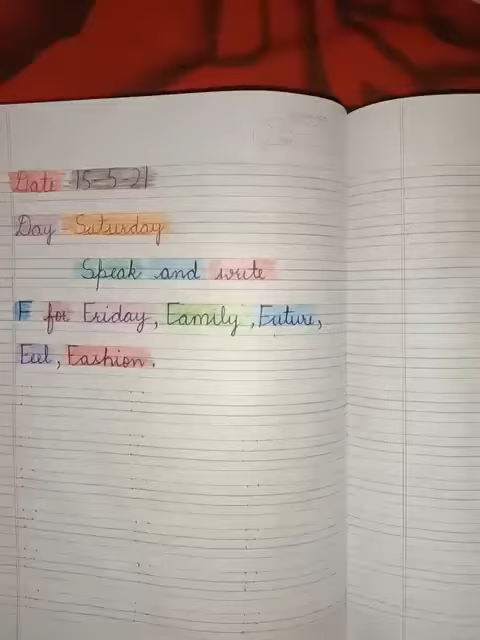 Date - 15-5-21
Day - Saturday
Speak and write
F for Friday, Family, Future,
Feel, Fashion.